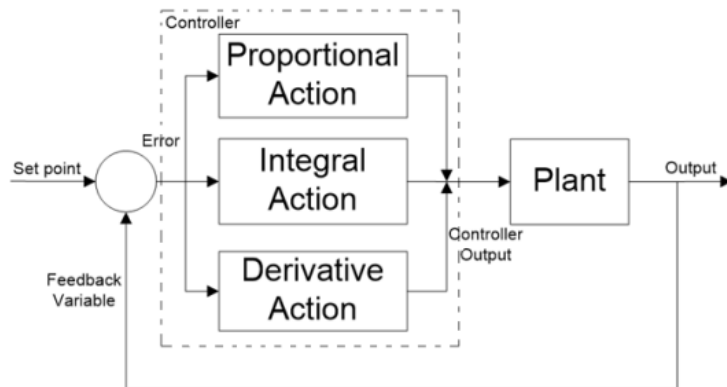 Controller
Proportional
Action
Error
Set point
Integral
Action
Plant
Output
Controller
Output
Feedback
Variable
Derivative
Action